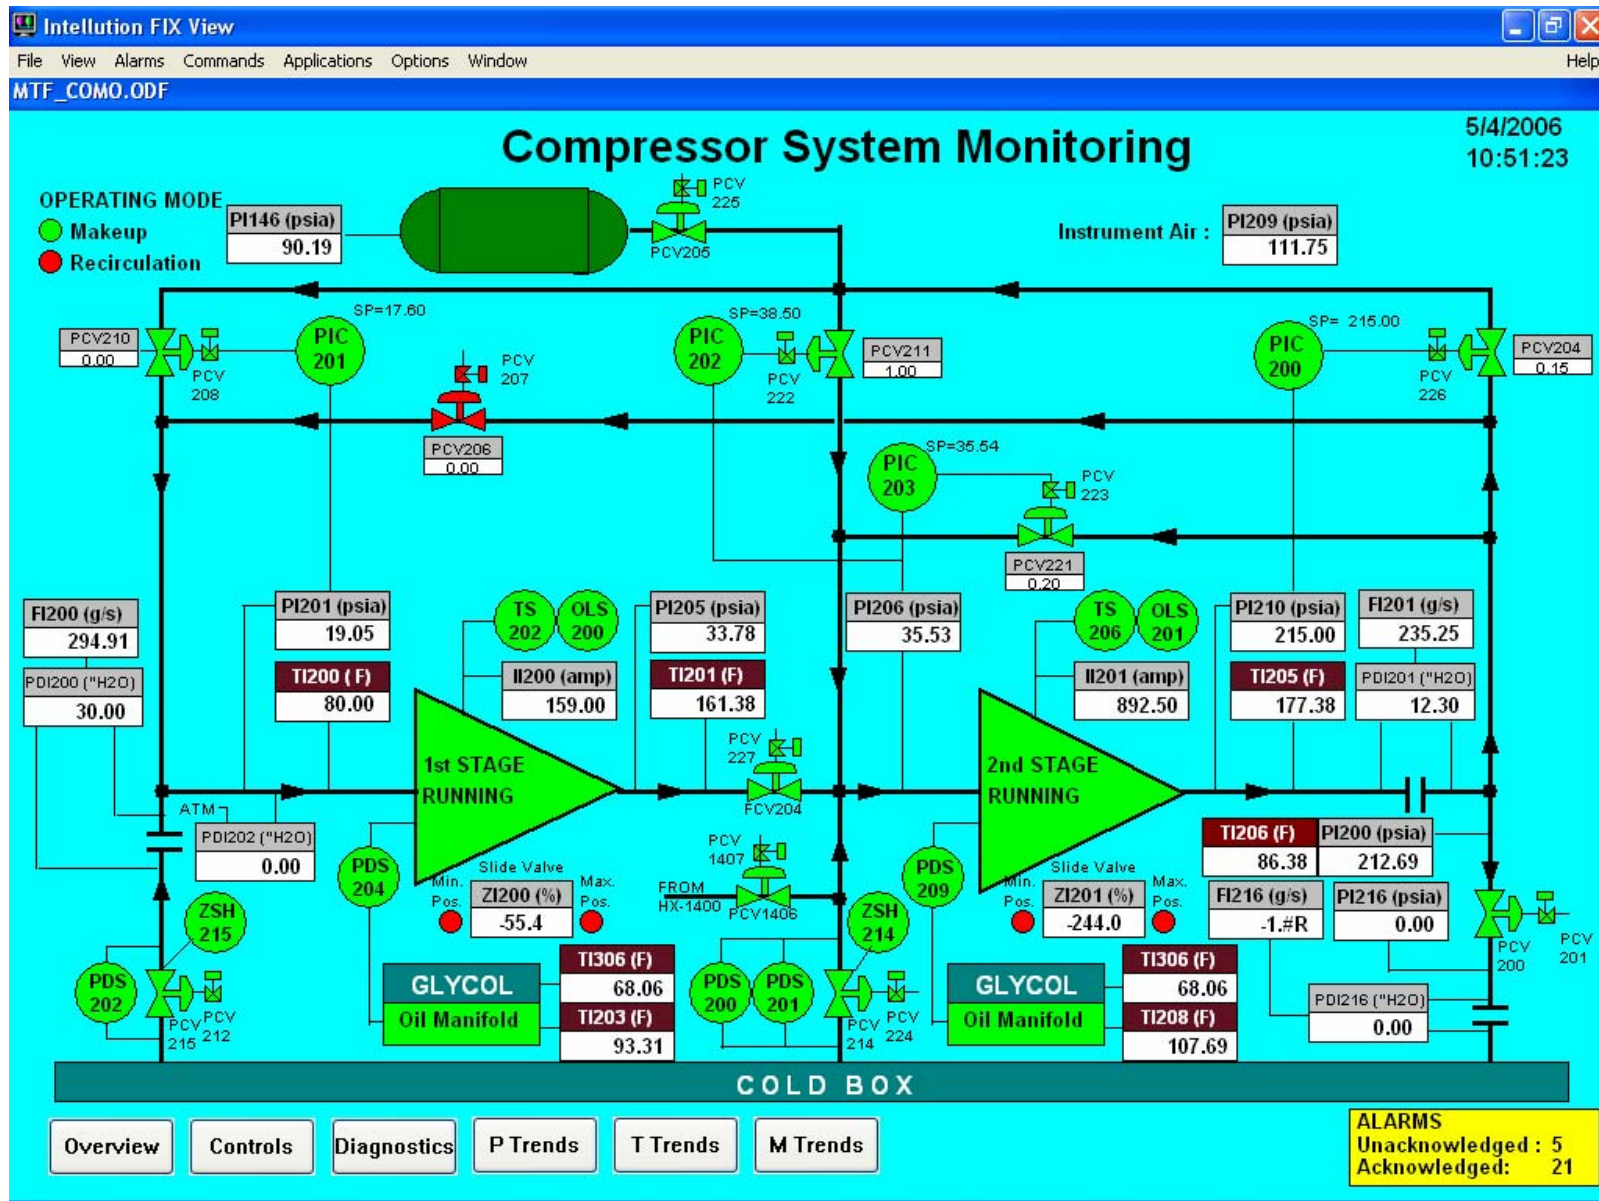 Intellution FIX View
File View Alarms Commands Applications Options Window Help
MTF_COMO.ODF
Compressor System Monitoring
5/4/2006
10:51:23
OPERATING MODE
Makeup
Recirculation
PI146 (psia)
90.19
PCV
225
PCV205
Instrument Air :
PI209 (psia)
111.75
PCV210
0.00
PCV
208
SP=17.60
PIC
201
PCV
207
PCV206
0.00
SP=38.50
PIC
202
PCV
222
PCV211
1.00
SP= 215.00
PIC
200
PCV
226
PCV204
0.15
SP=35.54
PIC
203
PCV
223
PCV221
0.20
FI200 (g/s)
294.91
PDI200 ("H2O)
30.00
PI201 (psia)
19.05
TI200 ( F)
80.00
TS
202
OLS
200
II200 (amp)
159.00
PI205 (psia)
33.78
TI201 (F)
161.38
PI206 (psia)
35.53
TS
206
OLS
201
II201 (amp)
892.50
PI210 (psia)
215.00
TI205 (F)
177.38
FI201 (g/s)
235.25
PDI201 ("H2O)
12.30
1st STAGE
RUNNING
PCV
227
FCV204
2nd STAGE
RUNNING
ATM
PDI202 ("H2O)
0.00
PDS
204
Slide Valve
Min.
Pos.
ZI200 (%)
-55.4
Max.
Pos.
PCV
1407
FROM
HX-1400
PCV1406
PDS
209
Slide Valve
Min.
Pos.
ZI201 (%)
-244.0
Max.
Pos.
TI206 (F)
86.38
PI200 (psia)
212.69
FI216 (g/s)
-1.#R
PI216 (psia)
0.00
PCV
200
PCV
201
PDI216 ("H2O)
0.00
ZSH
215
PDS
202
PCV
215
PCV
212
GLYCOL
Oil Manifold
TI306 (F)
68.06
TI203 (F)
93.31
ZSH
214
PDS
200
PDS
201
PCV
214
PCV
224
GLYCOL
Oil Manifold
TI306 (F)
68.06
TI208 (F)
107.69
COLD BOX
Overview
Controls
Diagnostics
P Trends
T Trends
M Trends
ALARMS
Unacknowledged : 5
Acknowledged: 21